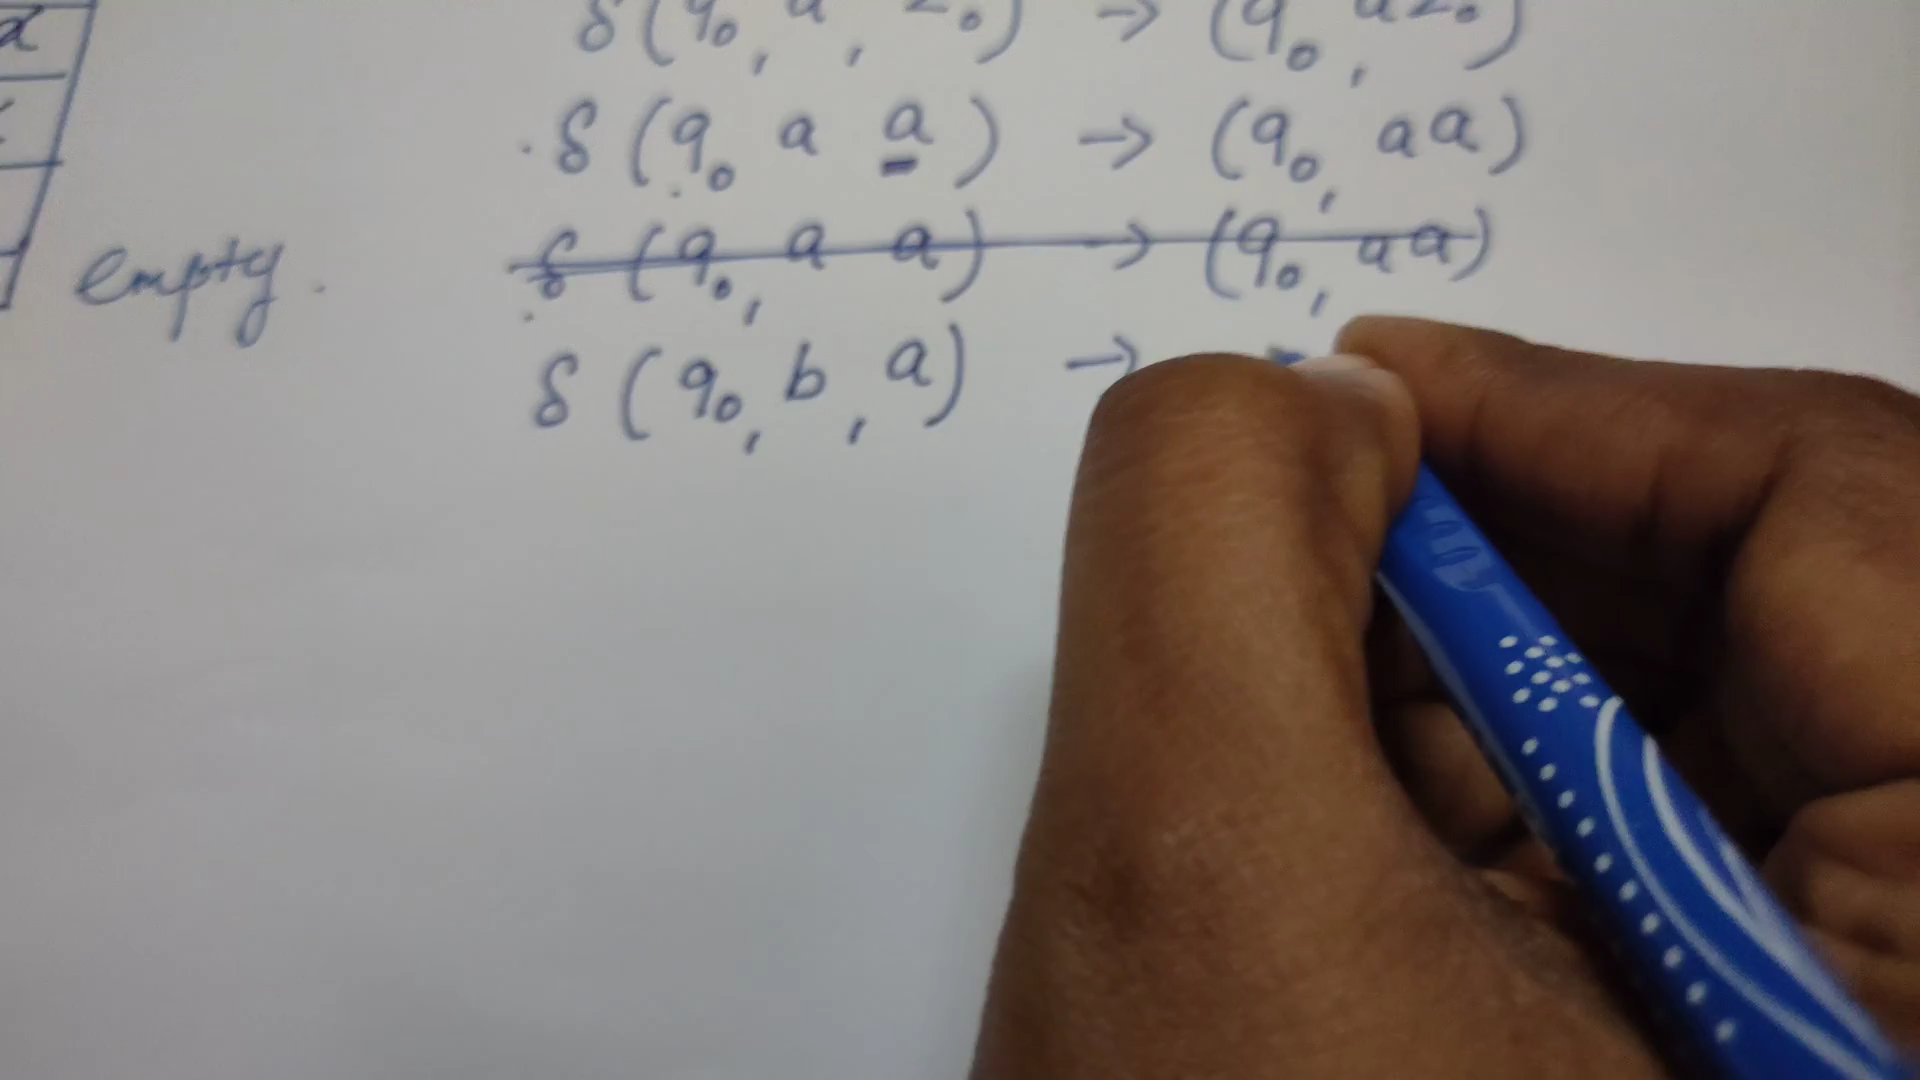 δ(q₀, a, z₀) → (q₀, az₀)
δ(q₀ a a) → (q₀, aa)
δ(q₀, a a) → (q₀, aa)
empty.
δ(q₀, b, a) →